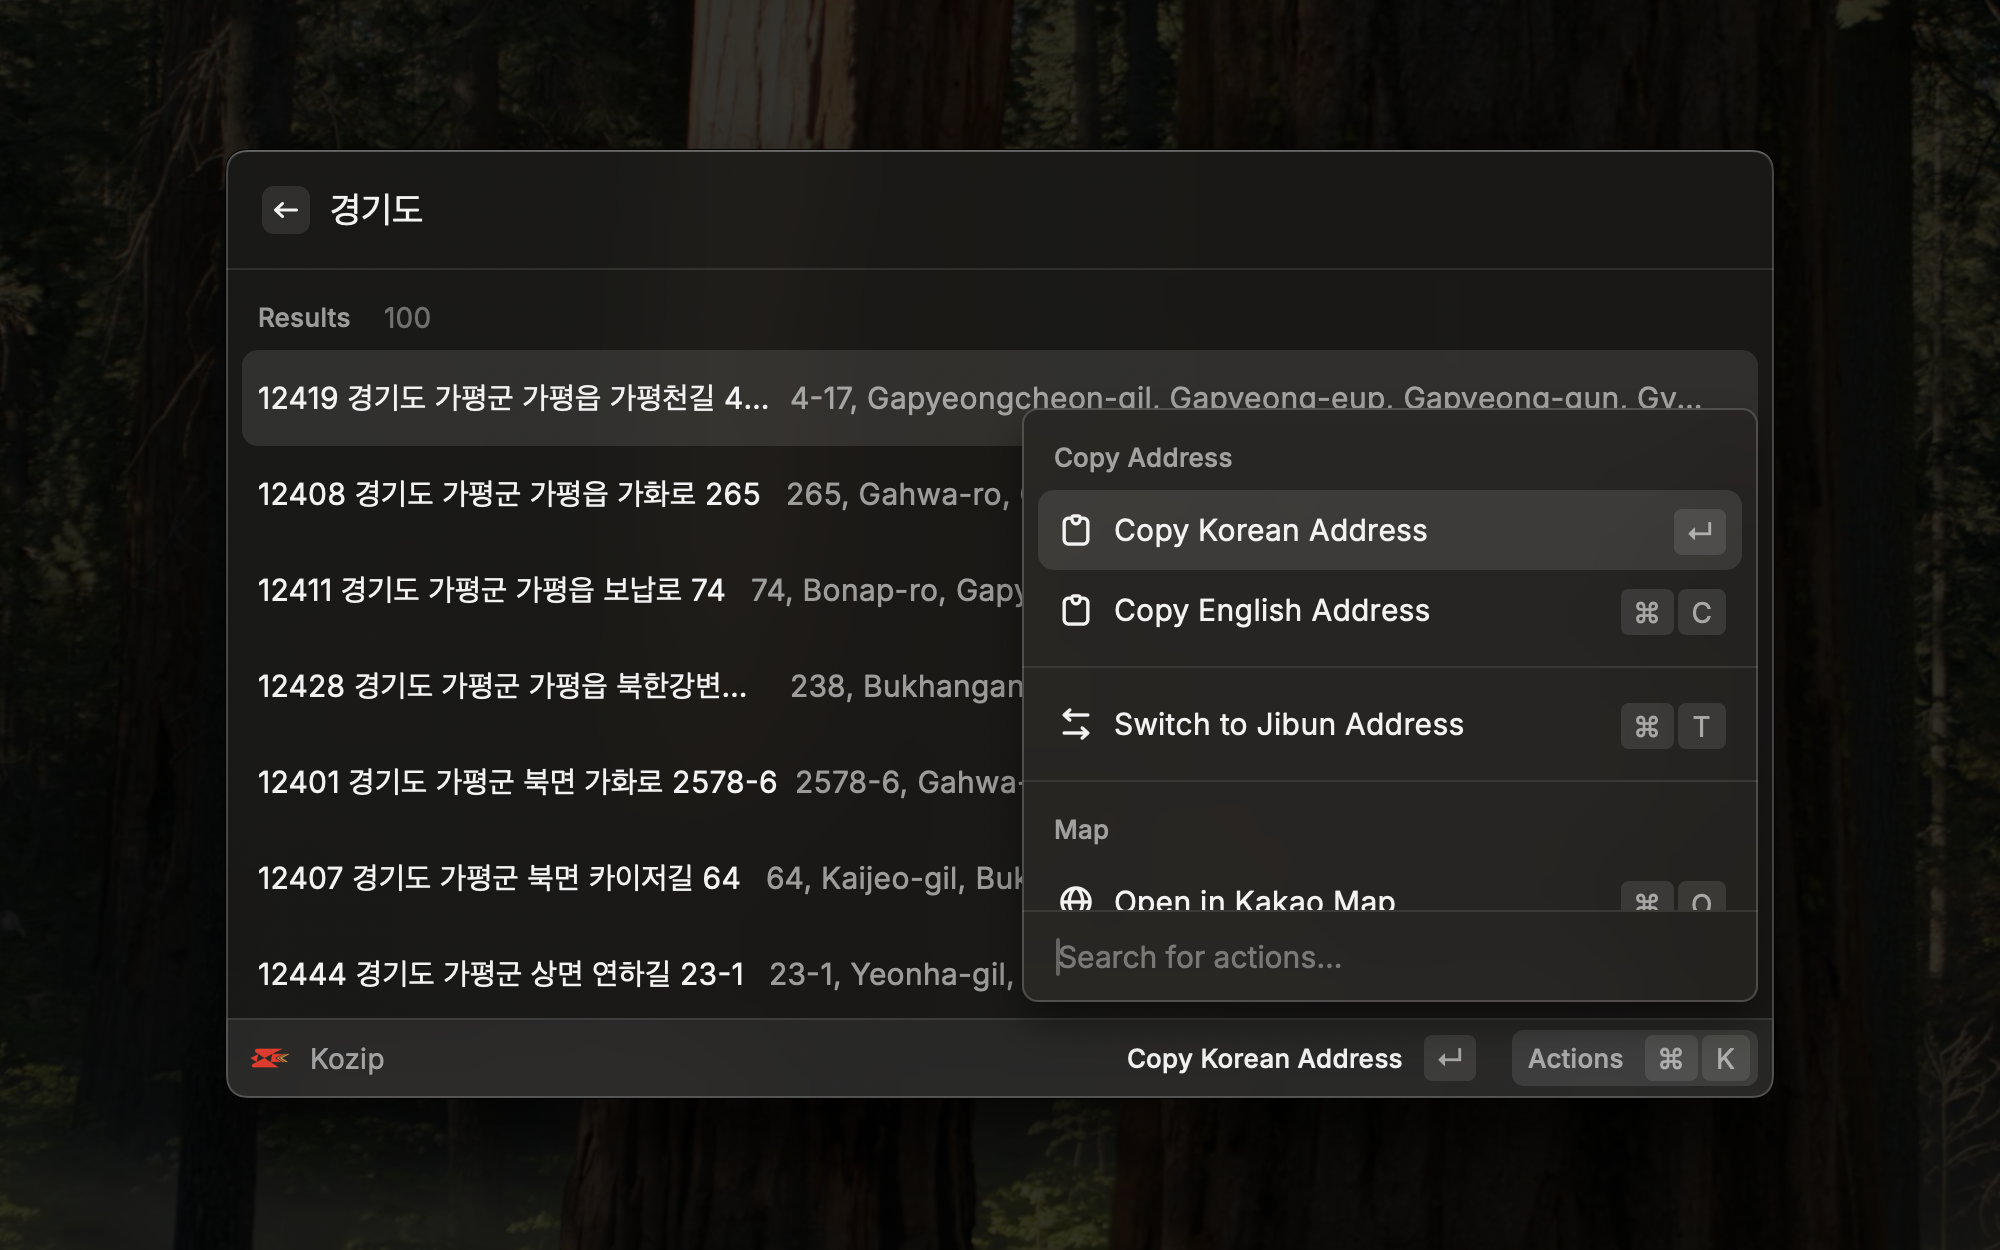 경기도
Results 100
12419 경기도 가평군 가평읍 가평천길 4... 4-17, Gapyeongcheon-gil, Gapyeong-eup, Gapyeong-gun, Gy...
12408 경기도 가평군 가평읍 가화로 265 265, Gahwa-ro,
12411 경기도 가평군 가평읍 보납로 74 74, Bonap-ro, Gapy
12428 경기도 가평군 가평읍 북한강변... 238, Bukhangan
12401 경기도 가평군 북면 가화로 2578-6 2578-6, Gahwa-
12407 경기도 가평군 북면 카이저길 64 64, Kaijeo-gil, Buk
12444 경기도 가평군 상면 연하길 23-1 23-1, Yeonha-gil,
Copy Address
Copy Korean Address ↵
Copy English Address ⌘ C
Switch to Jibun Address ⌘ T
Map
Open in Kakao Map ⌘ O
Search for actions...
Kozip
Copy Korean Address ↵ Actions ⌘ K